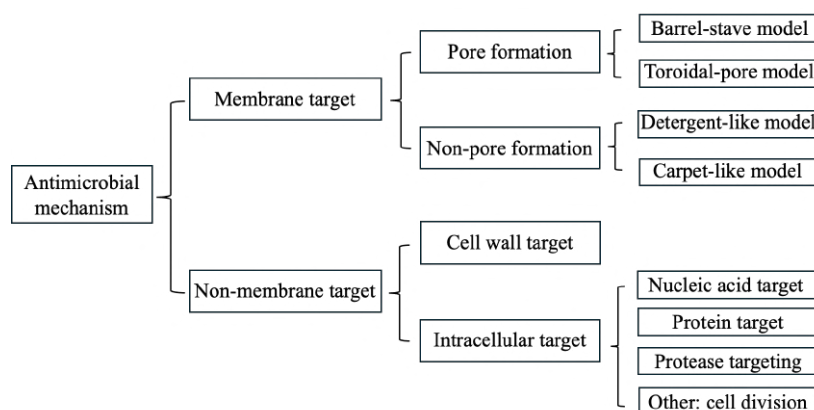 Antimicrobial
mechanism
Membrane target
Non-membrane target
Pore formation
Non-pore formation
Cell wall target
Intracellular target
Barrel-stave model
Toroidal-pore model
Detergent-like model
Carpet-like model
Nucleic acid target
Protein target
Protease targeting
Other: cell division